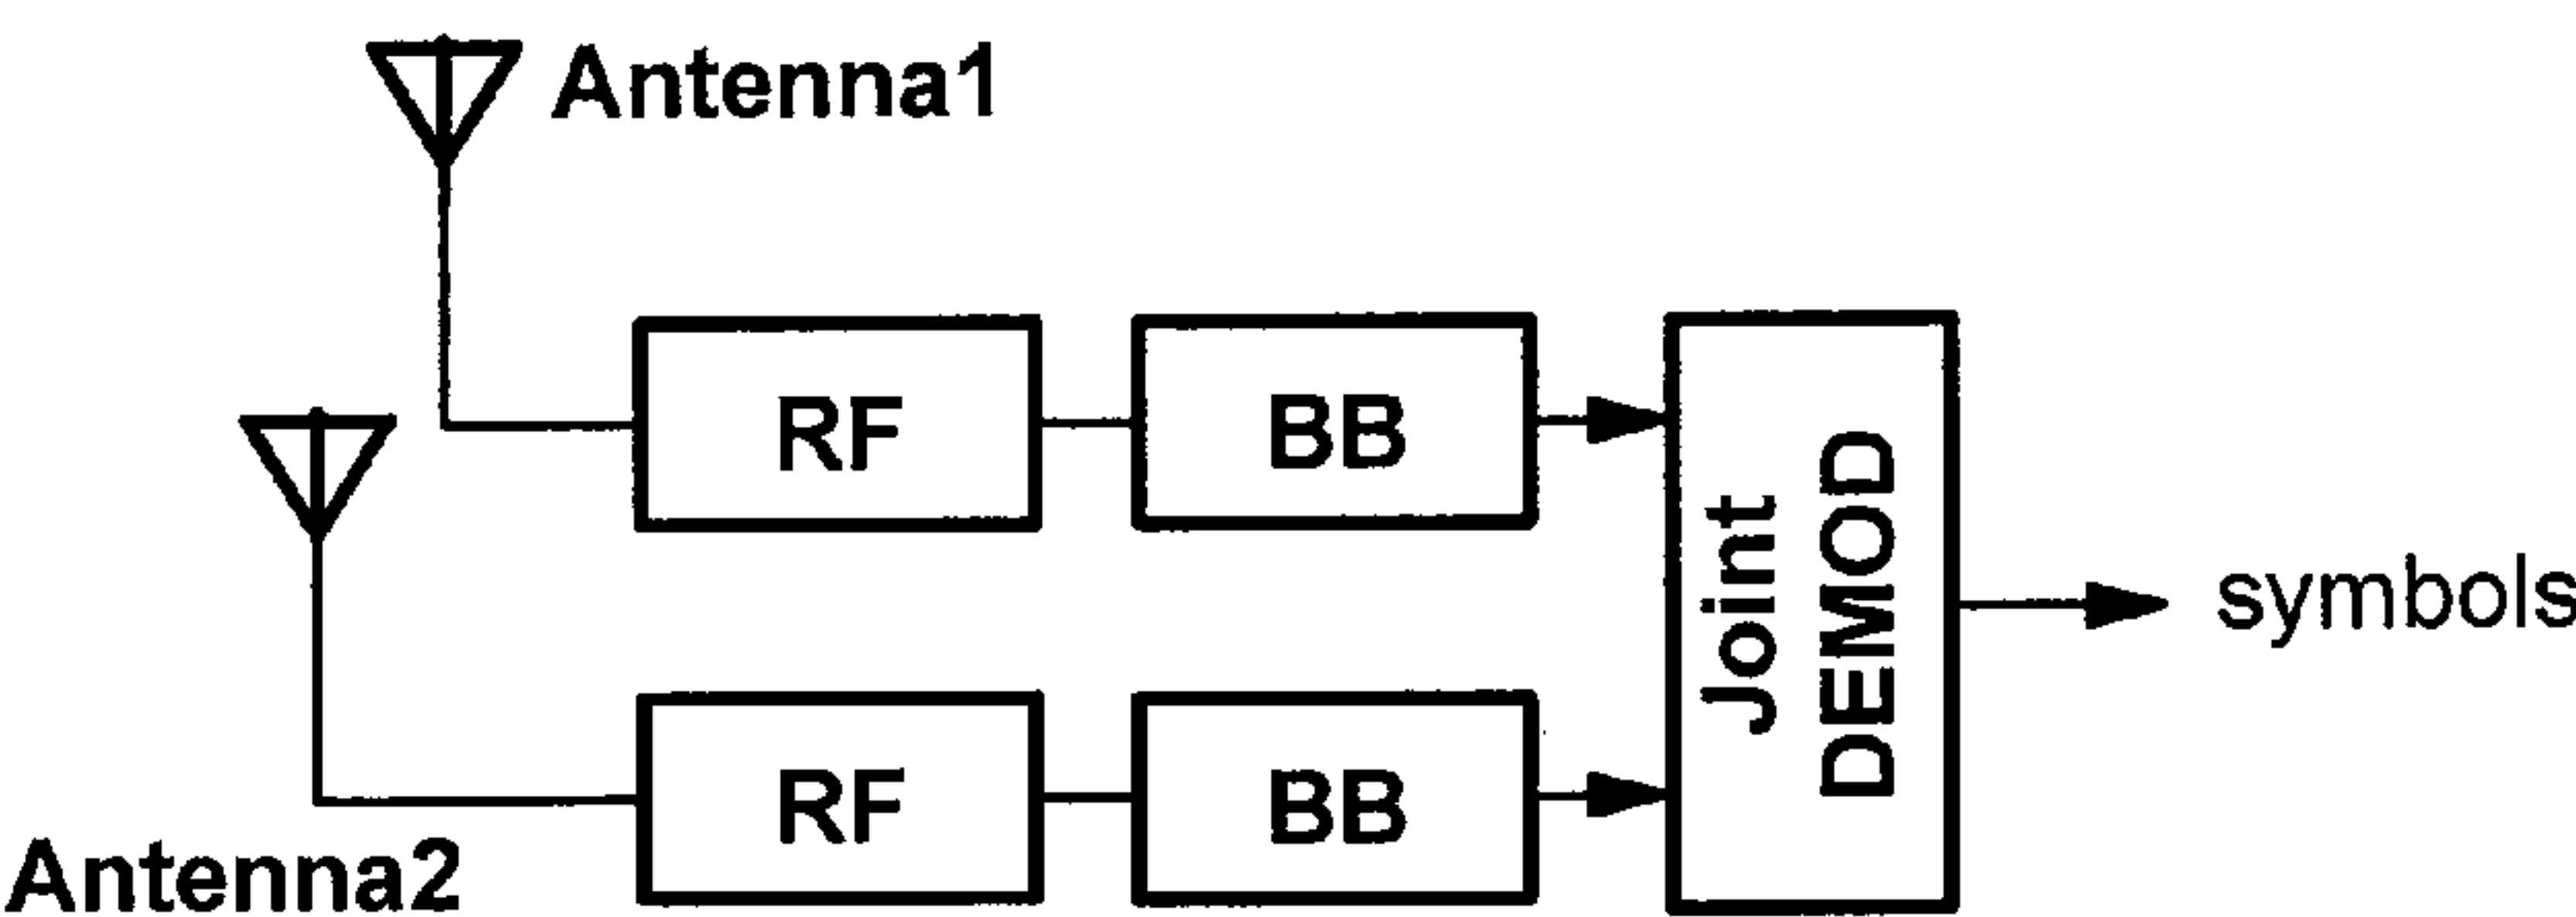 Antenna1
RF
BB
Joint
DEMOD
symbols
RF
BB
Antenna2